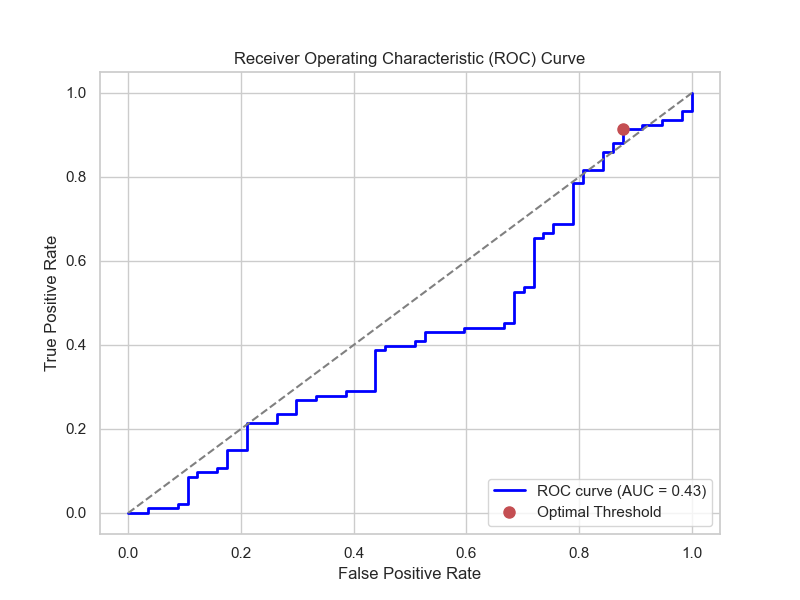 Receiver Operating Characteristic (ROC) Curve
True Positive Rate
1.0
0.8
0.6
0.4
0.2
0.0
ROC curve (AUC = 0.43)
Optimal Threshold
0.0 0.2 0.4 0.6 0.8 1.0
False Positive Rate